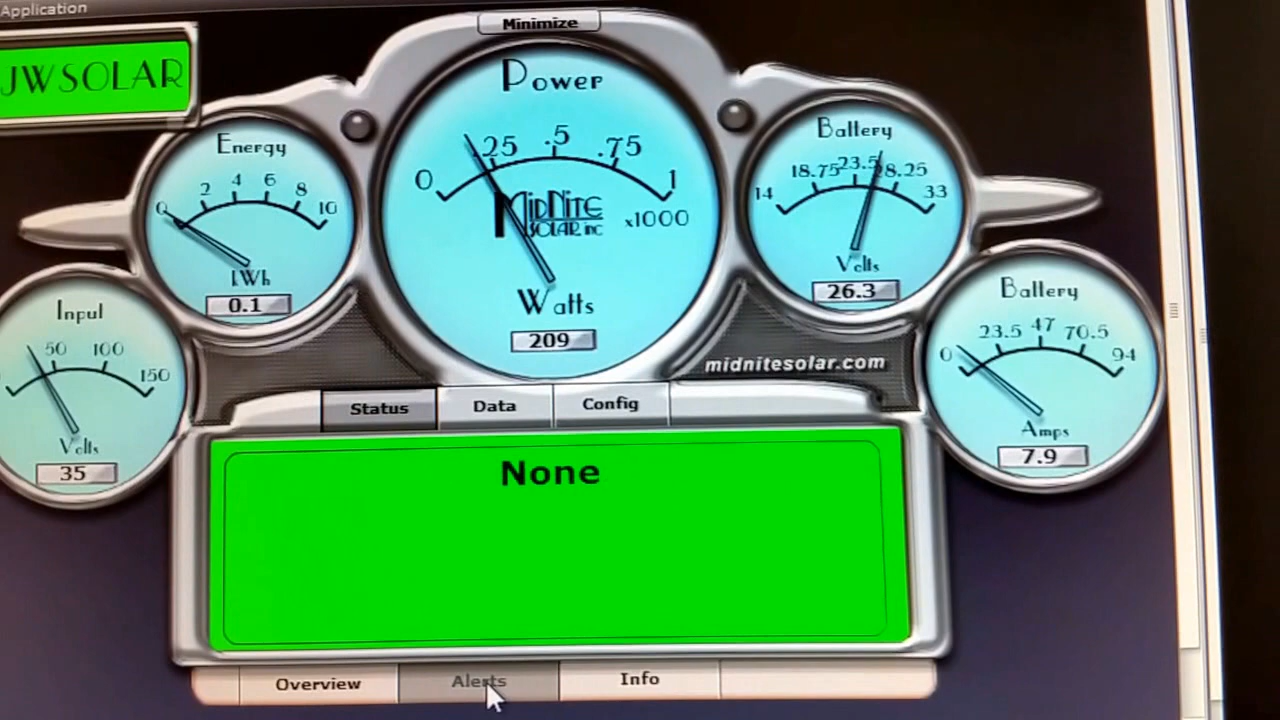 Application
Minimize
JWSOLAR
Power
0 .25 .5 .75 1
x1000
MidNite
SOLAR inc
Watts
209
Energy
0 2 4 6 8 10
kWh
0.1
Battery
14 18.75 23.5 28.25 33
Volts
26.3
Input
50 100 150
Volts
35
Battery
0 23.5 47 70.5 94
Amps
7.9
midnitesolar.com
Status Data Config
None
Overview Alerts Info